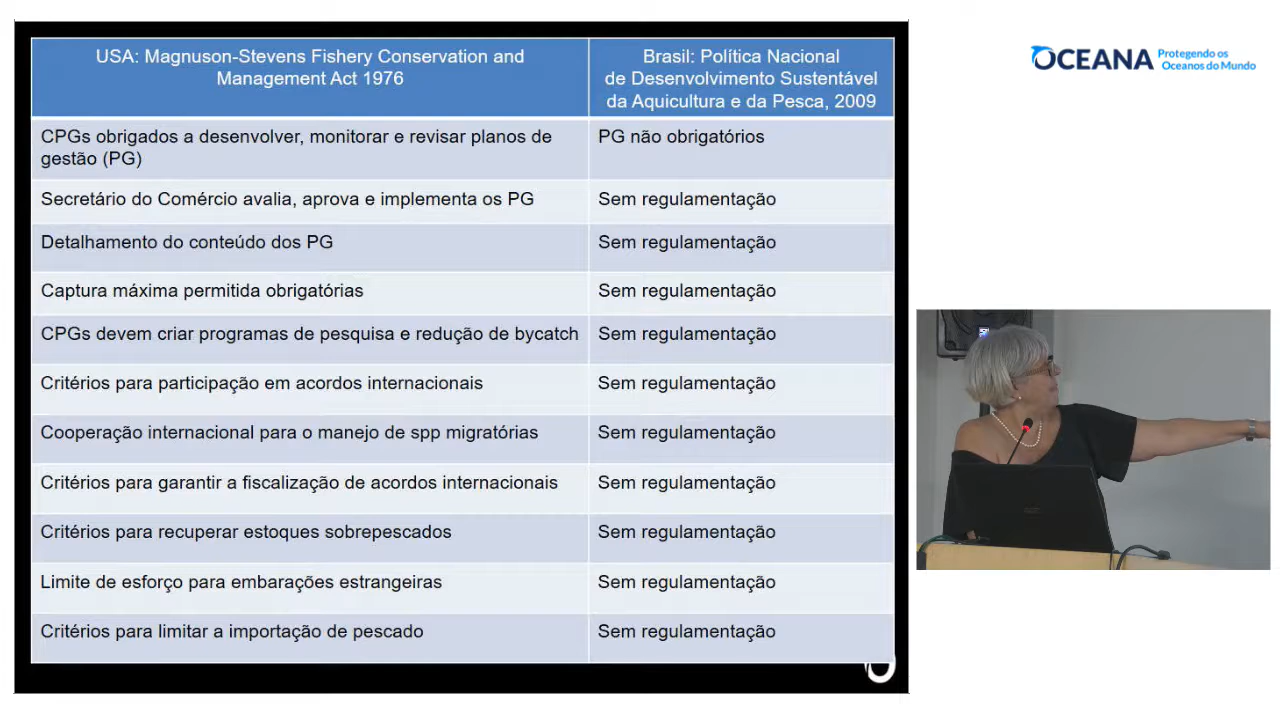 USA: Magnuson-Stevens Fishery Conservation and
Management Act 1976
Brasil: Política Nacional
de Desenvolvimento Sustentável
da Aquicultura e da Pesca, 2009
CPGs obrigados a desenvolver, monitorar e revisar planos de
gestão (PG)
PG não obrigatórios
Secretário do Comércio avalia, aprova e implementa os PG
Sem regulamentação
Detalhamento do conteúdo dos PG
Sem regulamentação
Captura máxima permitida obrigatórias
Sem regulamentação
CPGs devem criar programas de pesquisa e redução de bycatch
Sem regulamentação
Critérios para participação em acordos internacionais
Sem regulamentação
Cooperação internacional para o manejo de spp migratórias
Sem regulamentação
Critérios para garantir a fiscalização de acordos internacionais
Sem regulamentação
Critérios para recuperar estoques sobrepescados
Sem regulamentação
Limite de esforço para embarações estrangeiras
Sem regulamentação
Critérios para limitar a importação de pescado
Sem regulamentação
OCEANA
Protegendo os
Oceanos do Mundo